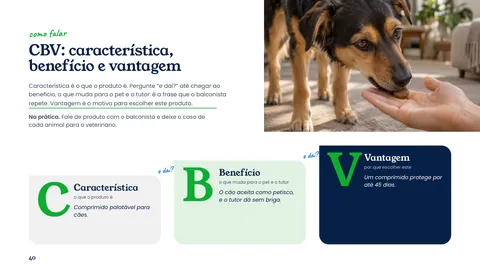 como falar
CBV: característica,
benefício e vantagem
Característica é o que o produto é. Pergunte “e daí?” até chegar ao
benefício, o que muda para o pet e o tutor: é a frase que o balconista
repete. Vantagem é o motivo para escolher este produto.
Na prática. Fale de produto com o balconista e deixe o caso de
cada animal para o veterinário.
C
Característica
o que o produto é
Comprimido palatável para
cães.
e daí?
B
Benefício
o que muda para o pet e o tutor
O cão aceita como petisco,
e o tutor dá sem briga.
e daí?
V
Vantagem
por que escolher este
Um comprimido protege por
até 45 dias.
40